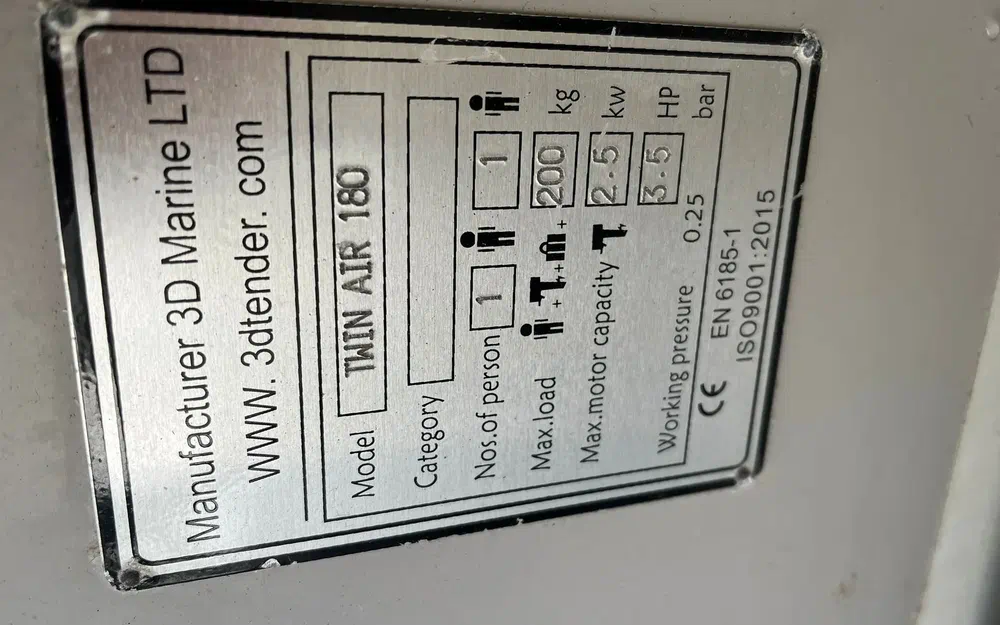 Manufacturer 3D Marine LTD
www.3dtender.com
Model TWIN AIR 180
Category
Nos.of person 1 1
Max.load + + + 200 kg
Max.motor capacity 2.5 kw
3.5 HP
Working pressure 0.25 bar
CE EN 6185-1
ISO9001:2015